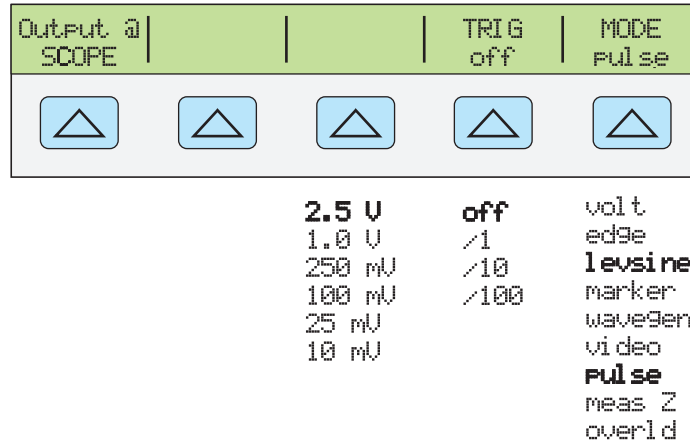 Output @ TRIG MODE
SCOPE off pulse
2.5 V off volt
1.0 V /1 edge
250 mV /10 levsine
100 mV /100 marker
25 mV wavegen
10 mV video
pulse
meas Z
overld